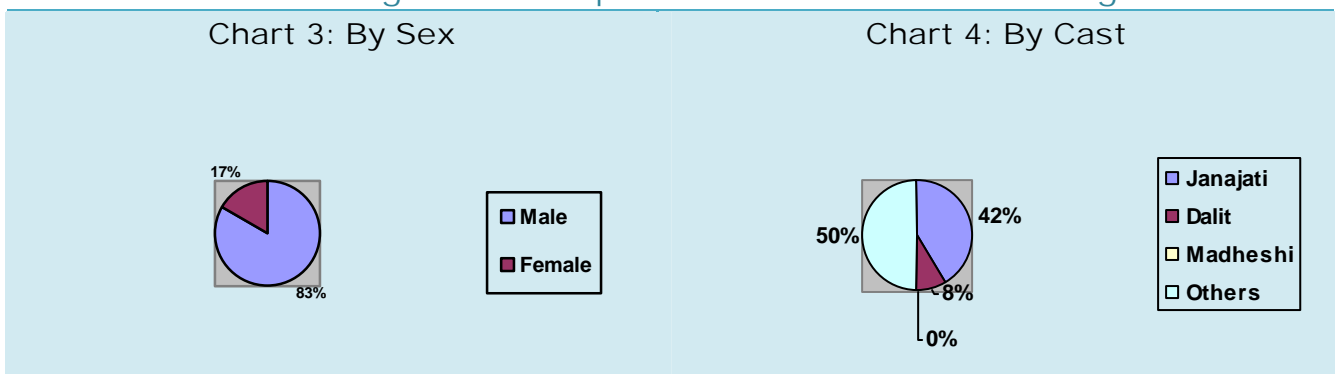 Chart 3: By Sex
17%
83%
Male
Female
Chart 4: By Cast
42%
50%
8%
0%
Janajati
Dalit
Madheshi
Others